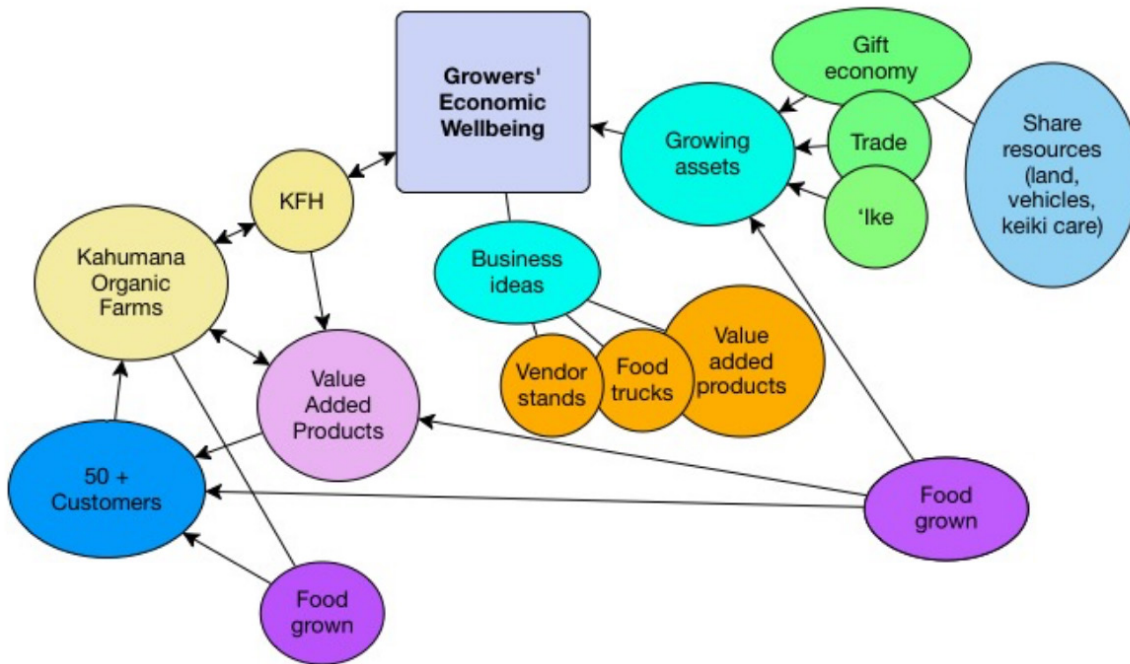 Growers'
Economic
Wellbeing
Gift
economy
Growing
assets
Trade
Share
resources
(land,
vehicles,
keiki care)
‘Ike
KFH
Kahumana
Organic
Farms
Business
ideas
Vendor
stands
Food
trucks
Value
added
products
Value
Added
Products
50 +
Customers
Food
grown
Food
grown